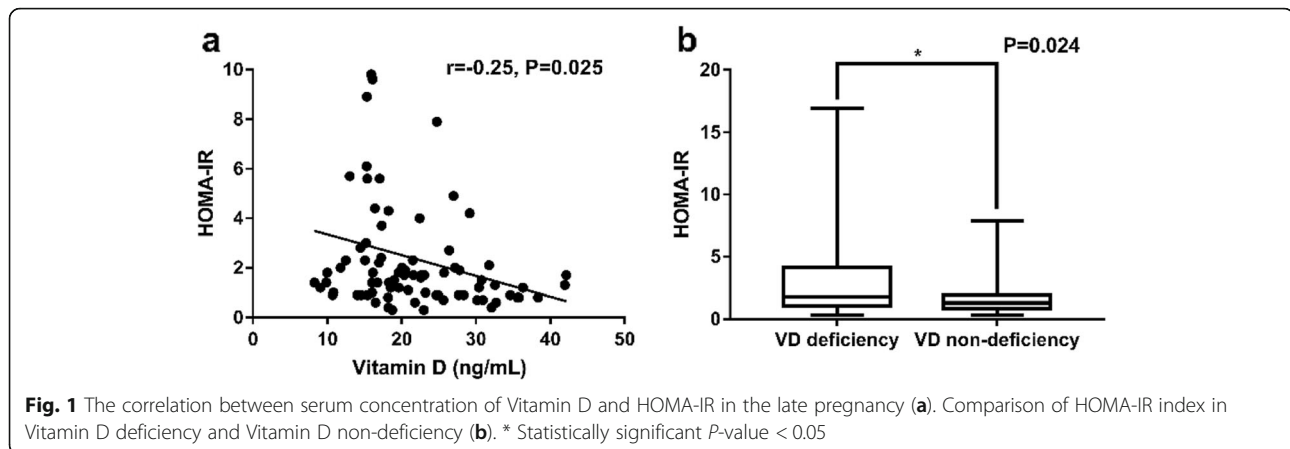 a
r=-0.25, P=0.025
10
8
6
4
2
0
HOMA-IR
0 10 20 30 40 50
Vitamin D (ng/mL)
b
P=0.024
*
20
15
10
5
0
HOMA-IR
VD deficiency VD non-deficiency
Fig. 1 The correlation between serum concentration of Vitamin D and HOMA-IR in the late pregnancy (a). Comparison of HOMA-IR index in
Vitamin D deficiency and Vitamin D non-deficiency (b). * Statistically significant P-value < 0.05